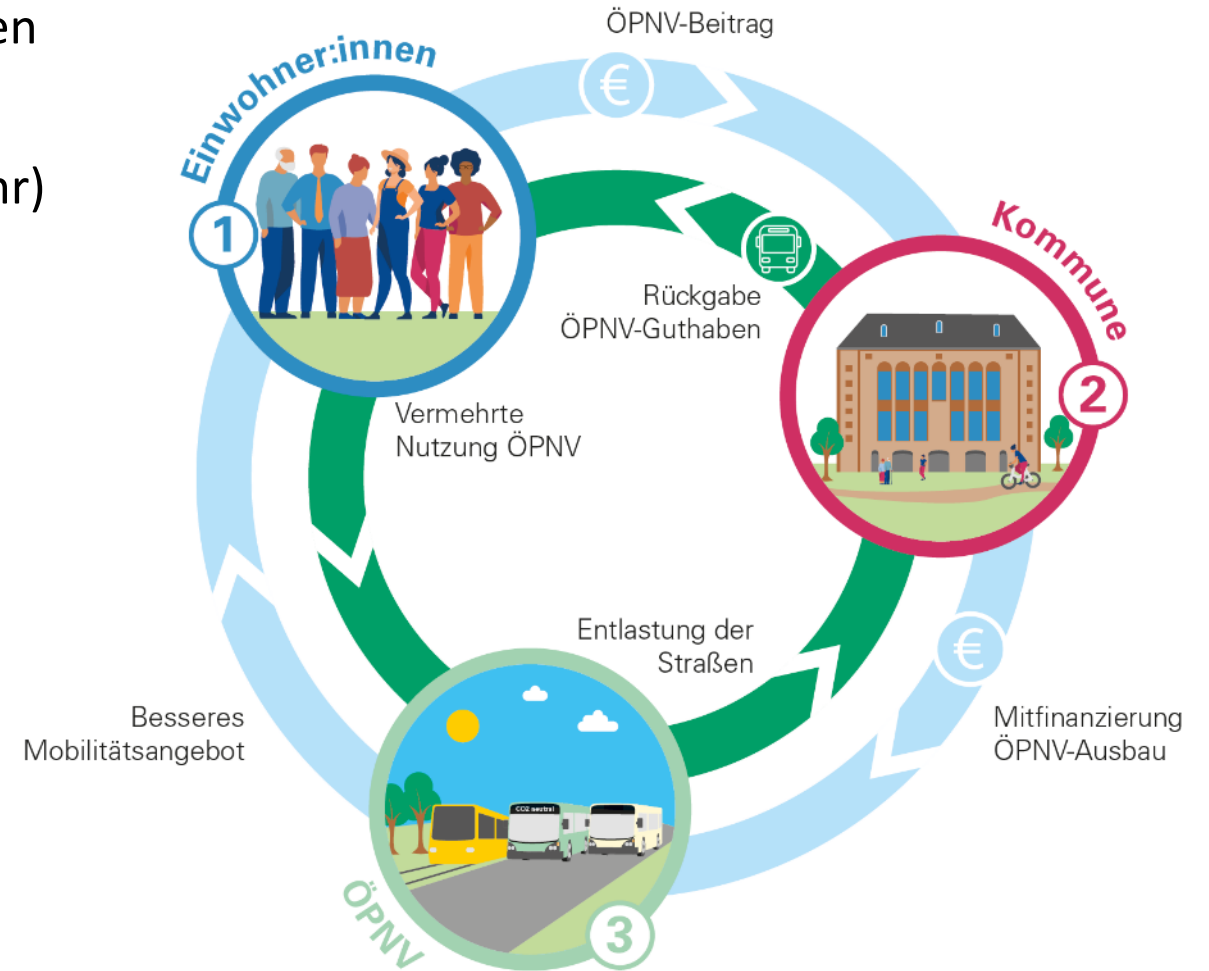 en
hr)
ÖPNV-Beitrag
€
Einwohner:innen
1
Kommune
2
Rückgabe
ÖPNV-Guthaben
Vermehrte
Nutzung ÖPNV
Entlastung der
Straßen
€
Mitfinanzierung
ÖPNV-Ausbau
Besseres
Mobilitätsangebot
CO2 neutral
ÖPNV
3